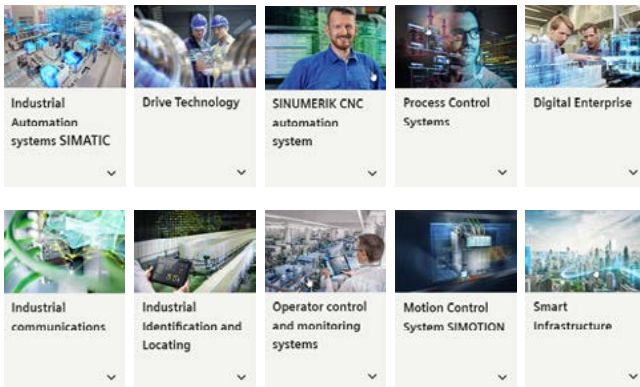 Industrial
Automation
systems SIMATIC
Drive Technology
SINUMERIK CNC
automation
system
Process Control
Systems
Digital Enterprise
Industrial
communications
Industrial
Identification and
Locating
Operator control
and monitoring
systems
Motion Control
System SIMOTION
Smart
Infrastructure